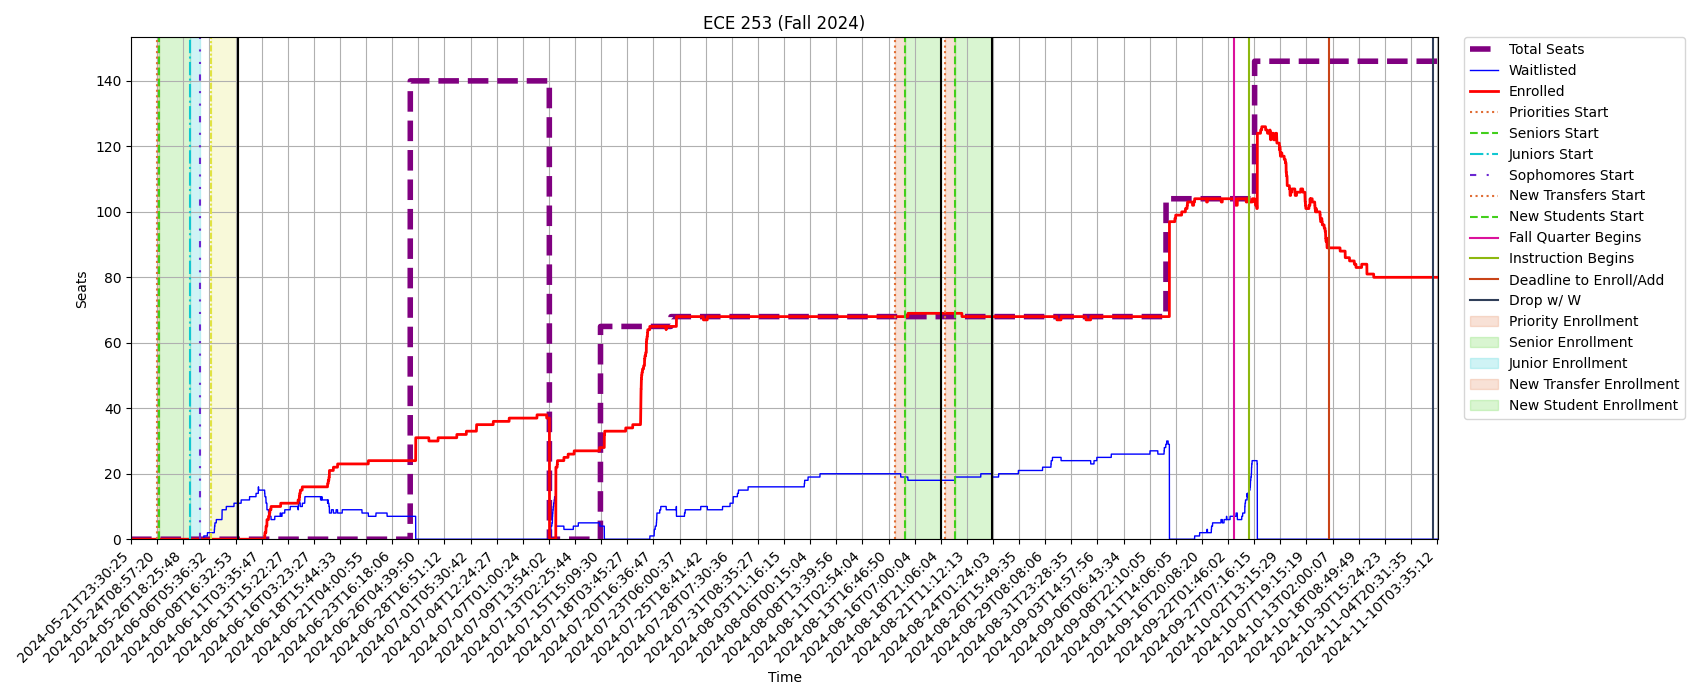 ECE 253 (Fall 2024)
Seats
140
120
100
80
60
40
20
0
2024-05-21T23:30:25
2024-05-24T08:57:20
2024-05-26T18:25:48
2024-06-06T05:36:32
2024-06-08T16:32:53
2024-06-11T03:35:47
2024-06-13T15:22:27
2024-06-16T03:23:27
2024-06-18T15:44:33
2024-06-21T04:00:55
2024-06-23T16:18:06
2024-06-26T04:39:50
2024-06-28T16:51:12
2024-07-01T05:30:42
2024-07-04T12:24:27
2024-07-07T01:00:24
2024-07-09T13:54:02
2024-07-13T02:25:44
2024-07-15T15:09:30
2024-07-18T03:45:27
2024-07-20T16:36:47
2024-07-23T06:00:37
2024-07-25T18:41:42
2024-07-28T07:30:36
2024-07-31T08:35:27
2024-08-03T11:16:15
2024-08-06T00:15:04
2024-08-08T13:39:56
2024-08-11T02:54:04
2024-08-13T16:46:50
2024-08-16T07:00:04
2024-08-18T21:06:04
2024-08-21T11:12:13
2024-08-24T01:24:03
2024-08-26T15:49:35
2024-08-29T08:08:06
2024-08-31T23:28:35
2024-09-03T14:57:56
2024-09-06T06:43:34
2024-09-08T22:10:05
2024-09-11T14:06:05
2024-09-16T20:08:20
2024-09-22T01:46:02
2024-09-27T07:16:15
2024-10-02T13:15:29
2024-10-07T19:15:19
2024-10-13T02:00:07
2024-10-18T08:49:49
2024-10-30T15:24:23
2024-11-04T20:31:35
2024-11-10T03:35:12
Time
Total Seats
Waitlisted
Enrolled
Priorities Start
Seniors Start
Juniors Start
Sophomores Start
New Transfers Start
New Students Start
Fall Quarter Begins
Instruction Begins
Deadline to Enroll/Add
Drop w/ W
Priority Enrollment
Senior Enrollment
Junior Enrollment
New Transfer Enrollment
New Student Enrollment